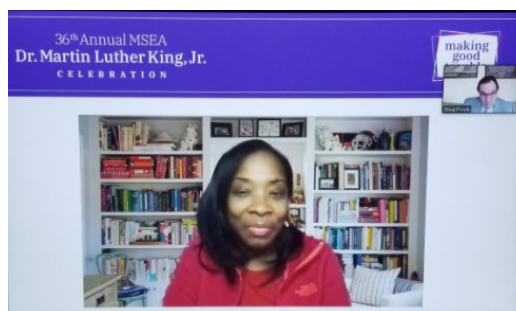 36th Annual MSEA
Dr. Martin Luther King, Jr.
CELEBRATION
making
good